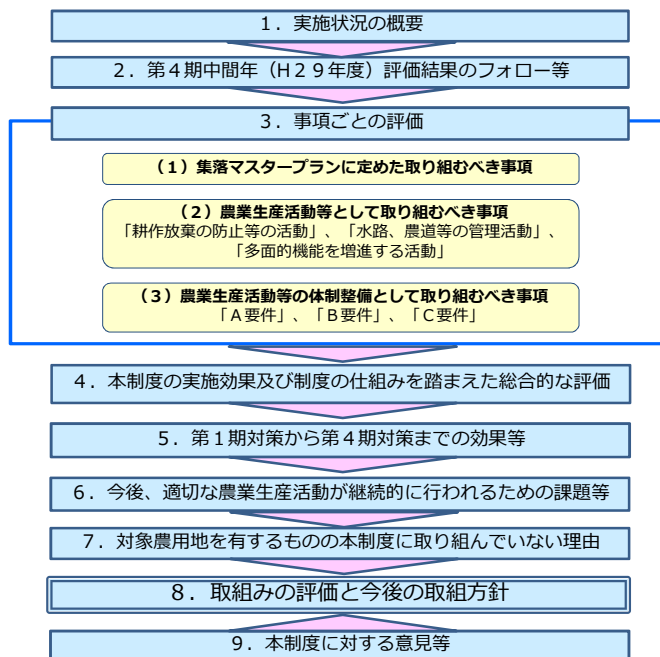 １．実施状況の概要
２．第４期中間年（H２９年度）評価結果のフォロー等
３．事項ごとの評価
（１）集落マスタープランに定めた取り組むべき事項
（２）農業生産活動等として取り組むべき事項
「耕作放棄の防止等の活動」、「水路、農道等の管理活動」、
「多面的機能を増進する活動」
（３）農業生産活動等の体制整備として取り組むべき事項
「Ａ要件」、「Ｂ要件」、「Ｃ要件」
４．本制度の実施効果及び制度の仕組みを踏まえた総合的な評価
５．第１期対策から第４期対策までの効果等
６．今後、適切な農業生産活動が継続的に行われるための課題等
７．対象農用地を有するものの本制度に取り組んでいない理由
８．取組みの評価と今後の取組方針
９．本制度に対する意見等